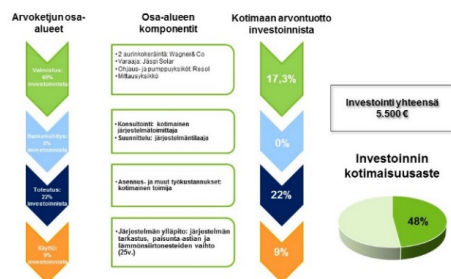 Arvoketjun osa-
alueet
Osa-alueen
komponentit
Kotimaan arvontuotto
investoinnista
Valmistus:
investoinnista
• 2 aurinkokeräintä: Wagner& Co
• Varaaja: Jäspi Solar
• Ohjaus- ja pumppuyksiköt: Resol
• Mittausyksikkö
17,3%
investoinnista
• Konsultointi: kotimainen
järjestelmätoimittaja
• Suunnittelu: järjestelmäntilaaja
0%
Toteutus:
22%
investoinnista
• Asennus- ja muut työkustannukset:
kotimainen toimija
22%
Käyttö:
9%
investoinnista
• Järjestelmän ylläpito: järjestelmän
tarkastus, paisunta-astian ja
lämmönsiirtonesteiden vaihto
(25v.)
9%
Investointi yhteensä
5.500 €
Investoinnin
kotimaisuusaste
48%